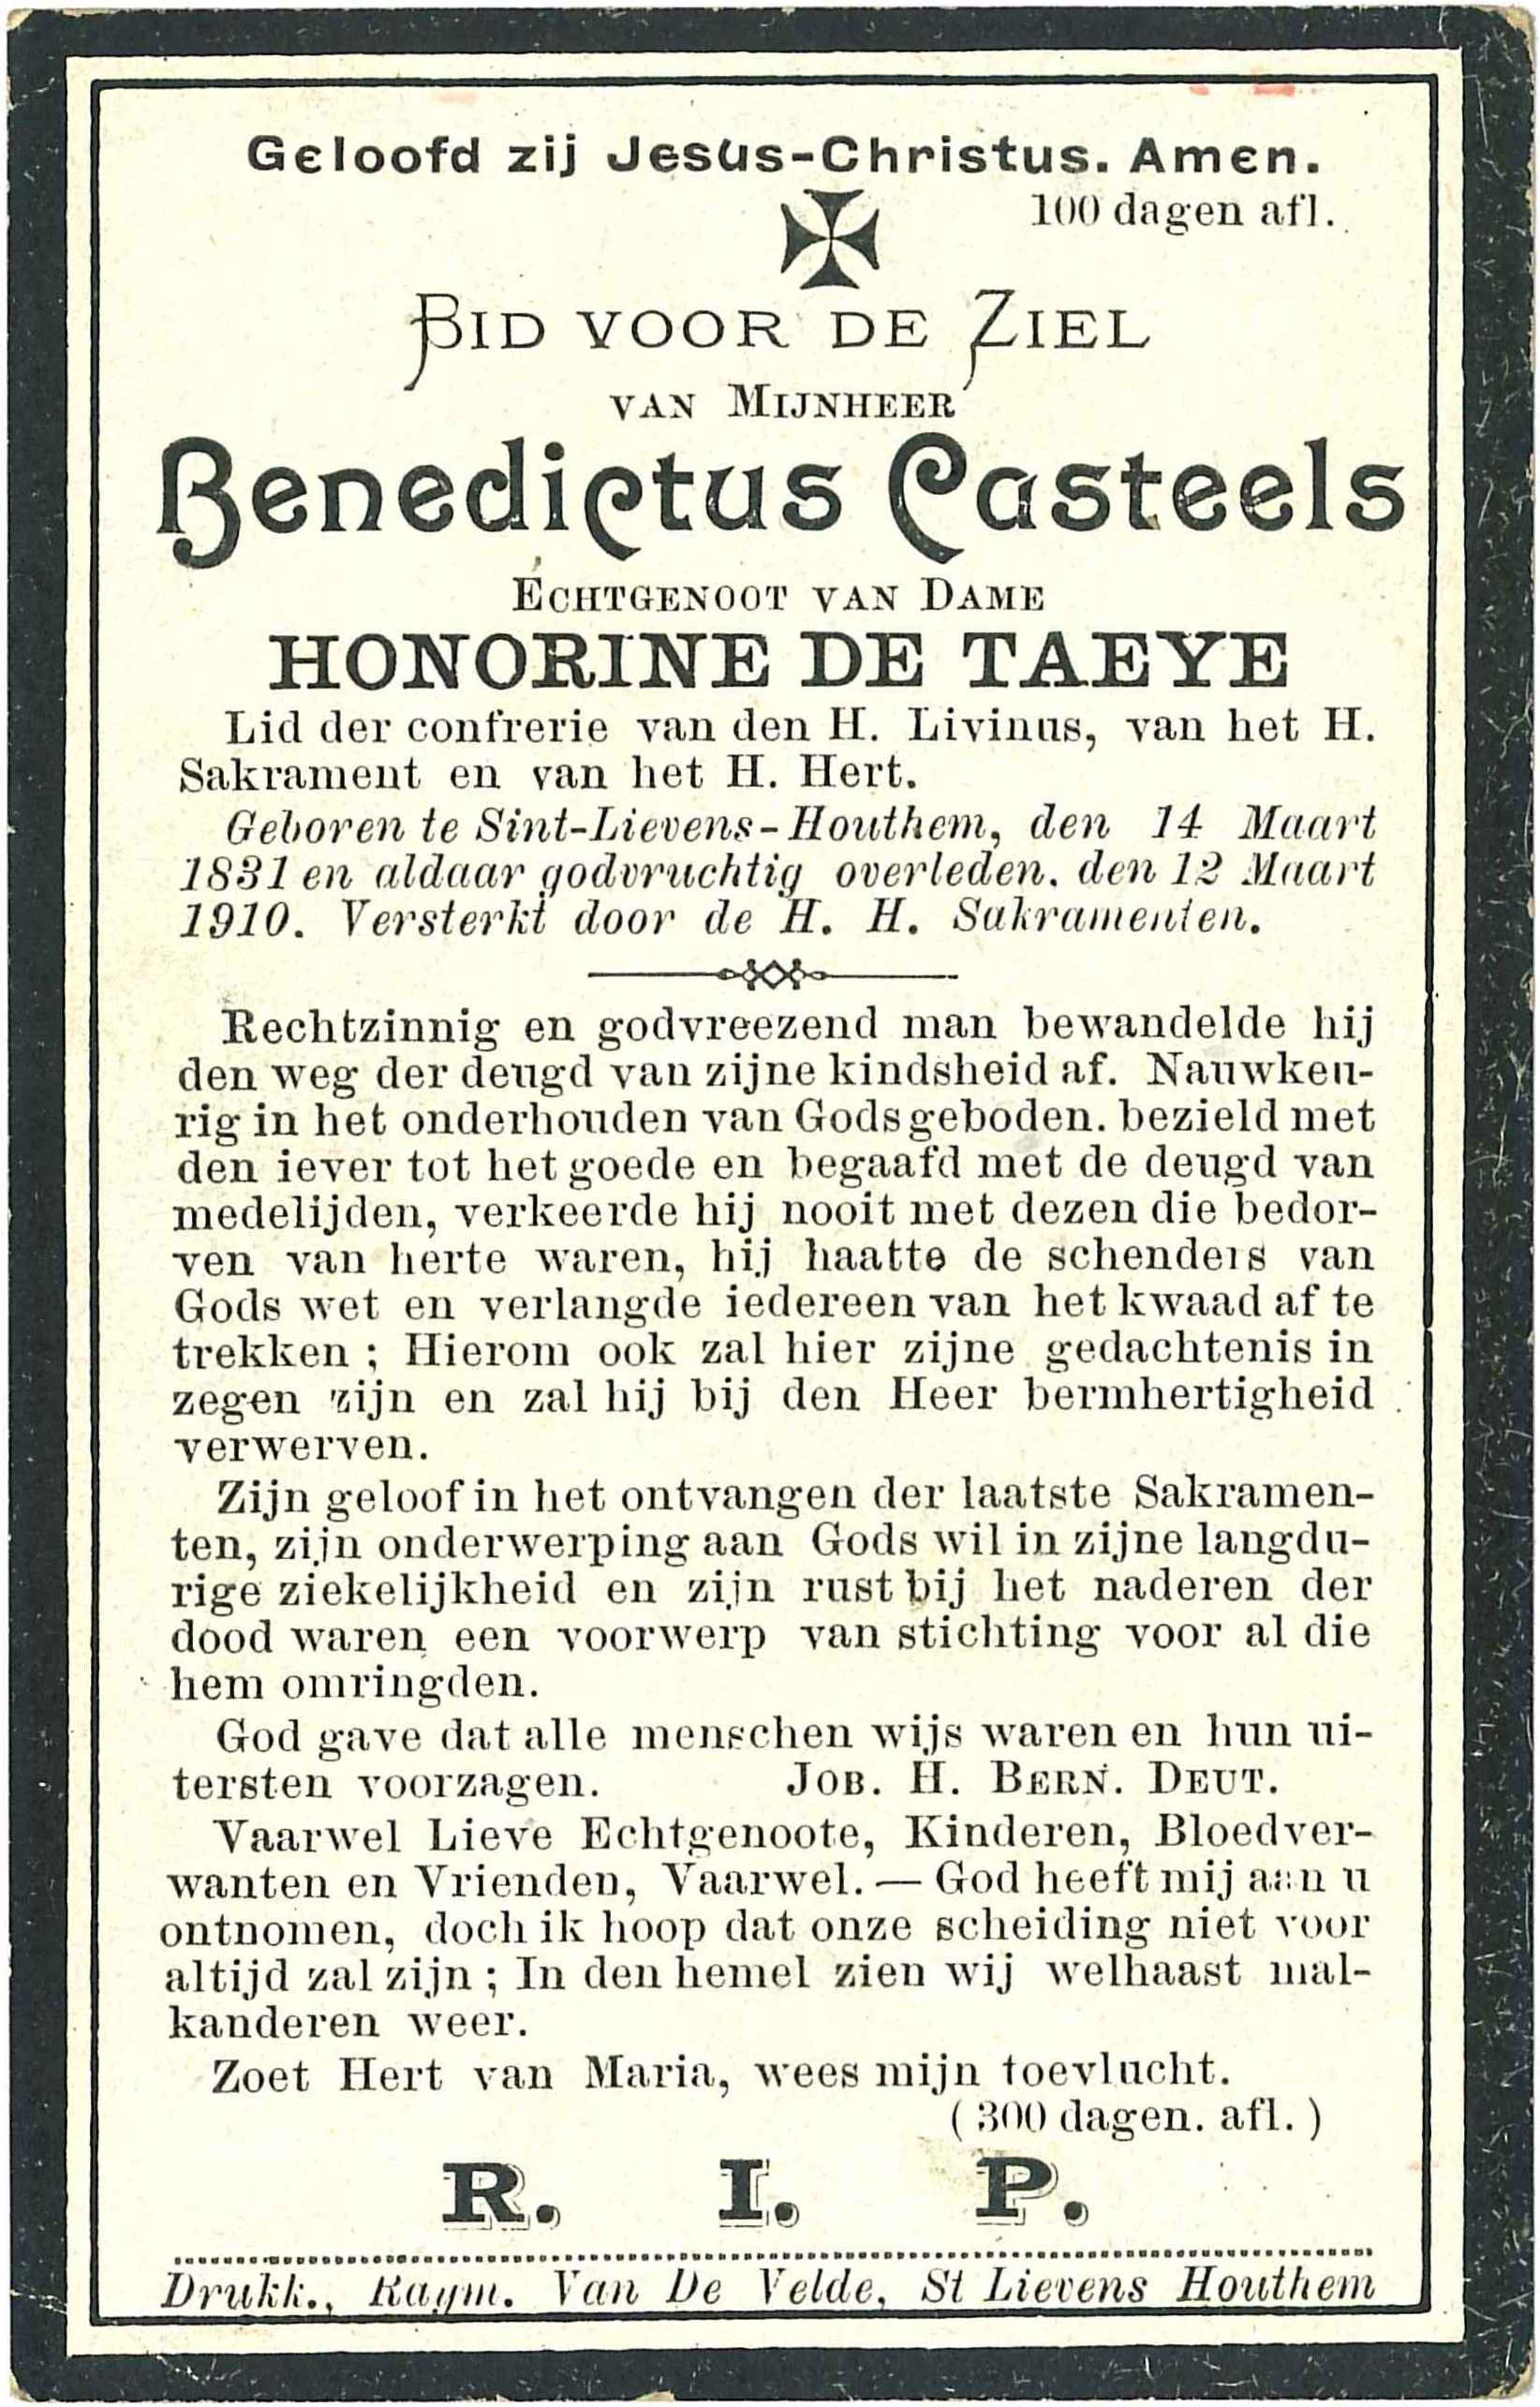 Geloofd zij Jesus-Christus. Amen.
100 dagen afl.
Bid voor de Ziel
van Mijnheer
Benedictus Casteels
Echtgenoot van Dame
HONORINE DE TAEYE
Lid der confrerie van den H. Livinus, van het H.
Sakrament en van het H. Hert.
Geboren te Sint-Lievens-Houthem, den 14 Maart
1831 en aldaar godvruchtig overleden. den 12 Maart
1910. Versterkt door de H. H. Sakramenten.
Rechtzinnig en godvreezend man bewandelde hij
den weg der deugd van zijne kindsheid af. Nauwkeu-
rig in het onderhouden van Gods geboden. bezield met
den iever tot het goede en begaafd met de deugd van
medelijden, verkeerde hij nooit met dezen die bedor-
ven van herte waren, hij haatte de schenders van
Gods wet en verlangde iedereen van het kwaad af te
trekken ; Hierom ook zal hier zijne gedachtenis in
zegen zijn en zal hij bij den Heer bermhertigheid
verwerven.
Zijn geloof in het ontvangen der laatste Sakramen-
ten, zijn onderwerping aan Gods wil in zijne langdu-
rige ziekelijkheid en zijn rust bij het naderen der
dood waren een voorwerp van stichting voor al die
hem omringden.
God gave dat alle menschen wijs waren en hun ui-
tersten voorzagen. Job. H. Bern. Deut.
Vaarwel Lieve Echtgenoote, Kinderen, Bloedver-
wanten en Vrienden, Vaarwel. — God heeft mij aan u
ontnomen, doch ik hoop dat onze scheiding niet voor
altijd zal zijn ; In den hemel zien wij welhaast mal-
kanderen weer.
Zoet Hert van Maria, wees mijn toevlucht.
( 300 dagen. afl. )
R. I. P.
Drukk., Raym. Van De Velde, St Lievens Houthem